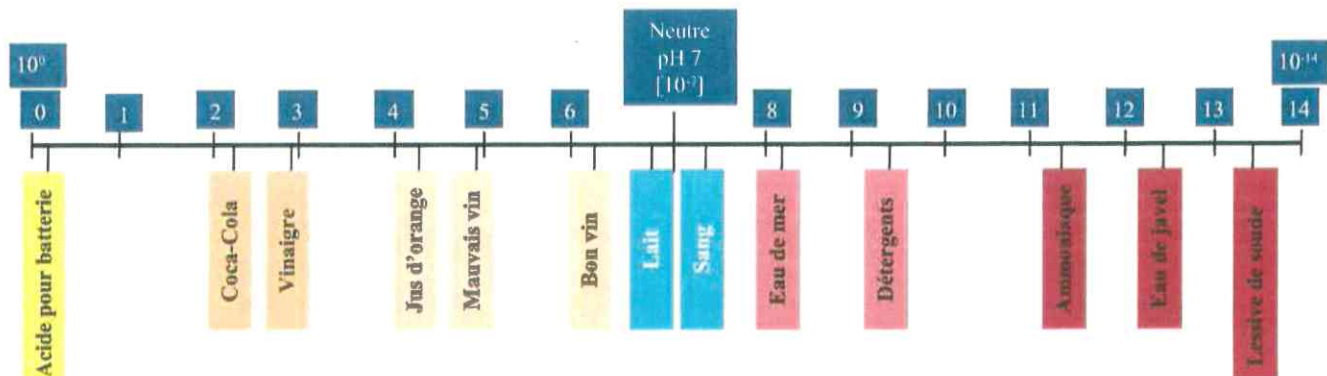 Neutre
pH 7
[10⁻⁷]
10⁰
10⁻¹⁴
0 1 2 3 4 5 6 8 9 10 11 12 13 14
Acide pour batterie
Coca-Cola
Vinaigre
Jus d'orange
Mauvais vin
Bon vin
Lait
Sang
Eau de mer
Détergents
Ammoniaque
Eau de javel
Lessive de soude